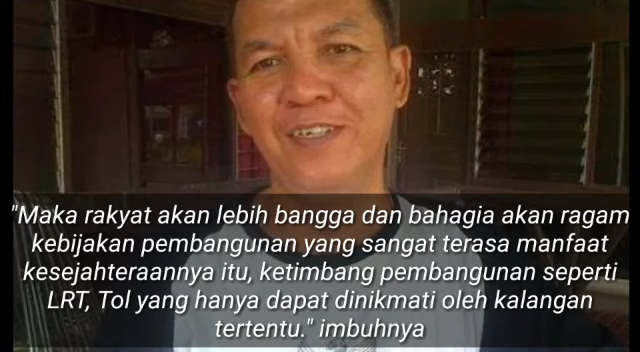 "Maka rakyat akan lebih bangga dan bahagia akan ragam
kebijakan pembangunan yang sangat terasa manfaat
kesejahteraannya itu, ketimbang pembangunan seperti
LRT, Tol yang hanya dapat dinikmati oleh kalangan
tertentu." imbuhnya